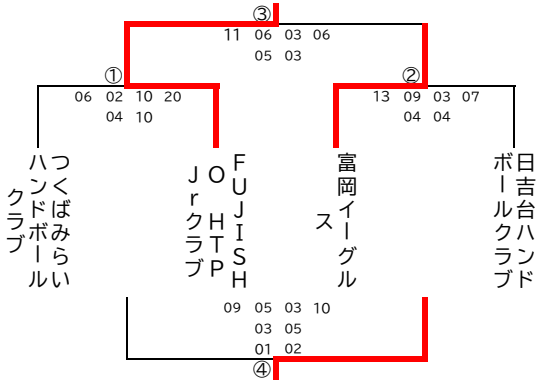 ③
11 06 03 06
05 03
①
②
06 02 10 20
04 10
13 09 03 07
04 04
つくばみらい
ハンドボール
クラブ
FUJISH
O HTP
Jrクラブ
富岡イーグル
ス
日吉台ハンド
ボールクラブ
09 05 03 10
03 05
01 02
④